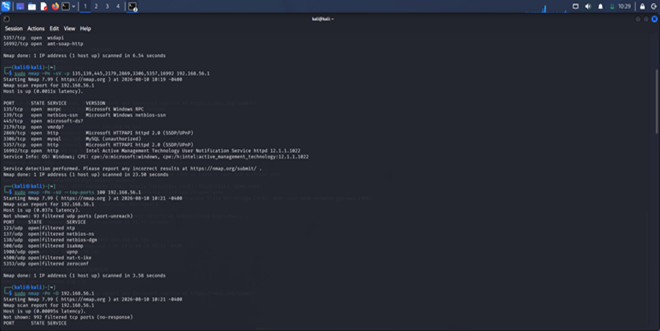 1 2 3 4
10:29
Session Actions Edit View Help
kali@kali: ~
5357/tcp open wsdapi
16992/tcp open amt-soap-http
Nmap done: 1 IP address (1 host up) scanned in 6.54 seconds
┌──(kali㉿kali)-[~]
└─$ sudo nmap -Pn -sV -p 135,139,445,2179,2869,3306,5357,16992 192.168.56.1
Starting Nmap 7.99 ( https://nmap.org ) at 2026-08-10 10:19 -0400
Nmap scan report for 192.168.56.1
Host is up (0.0011s latency).
PORT STATE SERVICE VERSION
135/tcp open msrpc Microsoft Windows RPC
139/tcp open netbios-ssn Microsoft Windows netbios-ssn
445/tcp open microsoft-ds?
2179/tcp open vmrdp?
2869/tcp open http Microsoft HTTPAPI httpd 2.0 (SSDP/UPnP)
3306/tcp open mysql MySQL (unauthorized)
5357/tcp open http Microsoft HTTPAPI httpd 2.0 (SSDP/UPnP)
16992/tcp open http Intel Active Management Technology User Notification Service httpd 12.1.1.1022
Service Info: OS: Windows; CPE: cpe:/o:microsoft:windows, cpe:/h:intel:active_management_technology:12.1.1.1022
Service detection performed. Please report any incorrect results at https://nmap.org/submit/ .
Nmap done: 1 IP address (1 host up) scanned in 23.50 seconds
┌──(kali㉿kali)-[~]
└─$ sudo nmap -Pn -sU --top-ports 100 192.168.56.1
Starting Nmap 7.99 ( https://nmap.org ) at 2026-08-10 10:21 -0400
Nmap scan report for 192.168.56.1
Host is up (0.037s latency).
Not shown: 93 filtered udp ports (port-unreach)
PORT STATE SERVICE
123/udp open|filtered ntp
137/udp open|filtered netbios-ns
138/udp open|filtered netbios-dgm
500/udp open|filtered isakmp
1900/udp open upnp
4500/udp open|filtered nat-t-ike
5353/udp open|filtered zeroconf
Nmap done: 1 IP address (1 host up) scanned in 3.58 seconds
┌──(kali㉿kali)-[~]
└─$ sudo nmap -Pn 192.168.56.1
Starting Nmap 7.99 ( https://nmap.org ) at 2026-08-10 10:21 -0400
Nmap scan report for 192.168.56.1
Host is up (0.00095s latency).
Not shown: 992 filtered tcp ports (no-response)
PORT STATE SERVICE VERSION